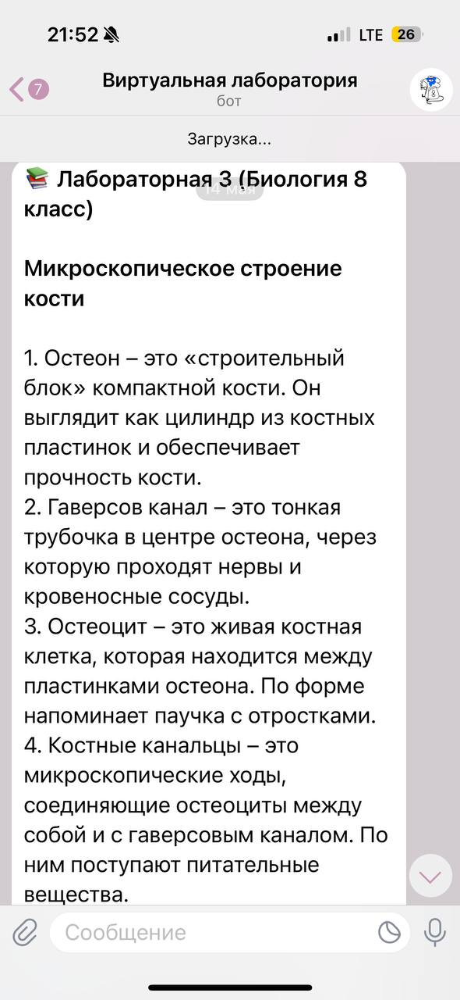 21:52
LTE
26
7
Виртуальная лаборатория
бот
Загрузка...
14 мая
📚 Лабораторная 3 (Биология 8
класс)
Микроскопическое строение
кости
1. Остеон – это «строительный
блок» компактной кости. Он
выглядит как цилиндр из костных
пластинок и обеспечивает
прочность кости.
2. Гаверсов канал – это тонкая
трубочка в центре остеона, через
которую проходят нервы и
кровеносные сосуды.
3. Остеоцит – это живая костная
клетка, которая находится между
пластинками остеона. По форме
напоминает паучка с отростками.
4. Костные канальцы – это
микроскопические ходы,
соединяющие остеоциты между
собой и с гаверсовым каналом. По
ним поступают питательные
вещества.
Сообщение